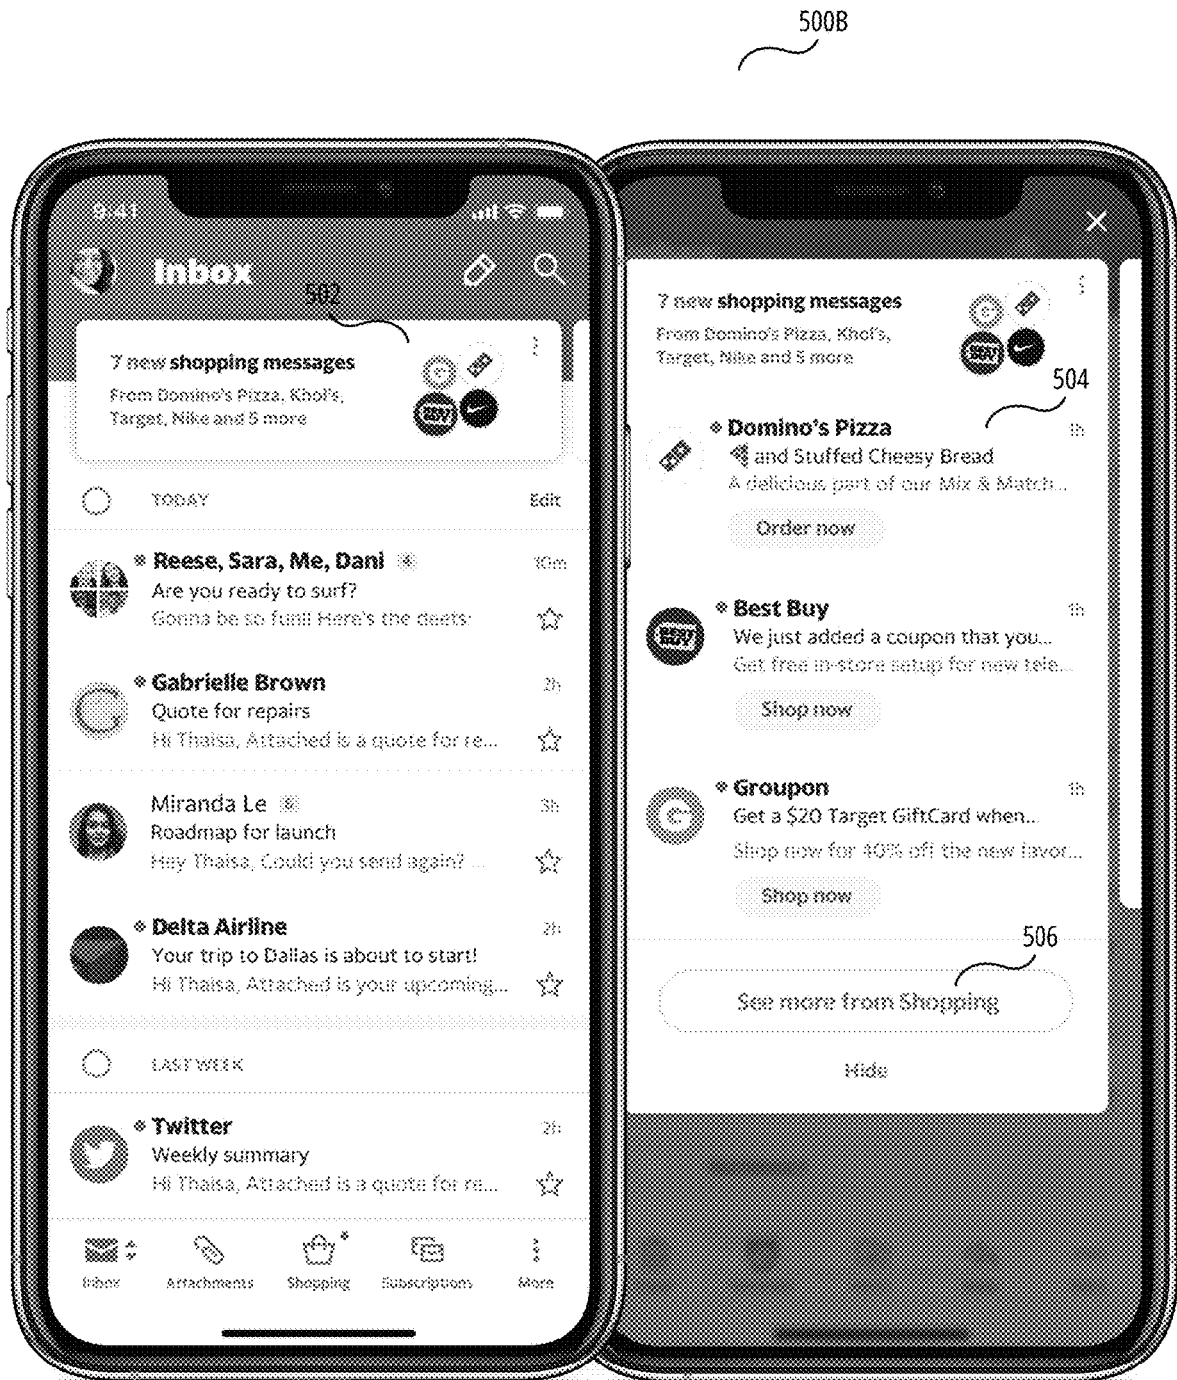 500B
9:41
Inbox
502
7 new shopping messages
From Domino's Pizza, Khol's,
Target, Nike and 5 more
TODAY
Edit
Reese, Sara, Me, Dani
10m
Are you ready to surf?
Gonna be so fun!! Here's the deets:
Gabrielle Brown
2h
Quote for repairs
Hi Thaisa, Attached is a quote for re...
Miranda Le 6
3h
Roadmap for launch
Hey Thaisa, Could you send again? ...
Delta Airline
2h
Your trip to Dallas is about to start!
Hi Thaisa, Attached is your upcoming...
LAST WEEK
Twitter
2h
Weekly summary
Hi Thaisa, Attached is a quote for re...
Inbox
Attachments
Shopping
Subscriptions
More
7 new shopping messages
From Domino's Pizza, Khol's,
Target, Nike and 5 more
504
Domino's Pizza
1h
and Stuffed Cheesy Bread
A delicious part of our Mix & Match...
Order now
BEST BUY
Best Buy
1h
We just added a coupon that you...
Get free in-store setup for new tele...
Shop now
Groupon
1h
Get a $20 Target GiftCard when...
Shop now for 40% off the new favor...
Shop now
506
See more from Shopping
Hide